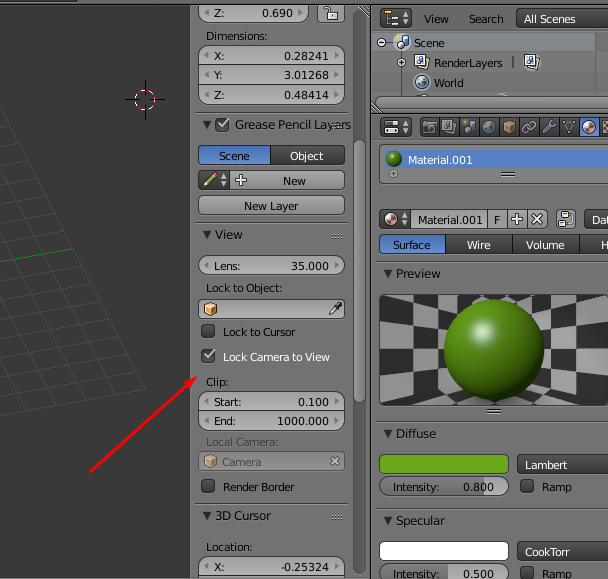 Z: 0.690
Dimensions:
X: 0.28241
Y: 3.01268
Z: 0.48414
Grease Pencil Layers
Scene Object
New
New Layer
View
Lens: 35.000
Lock to Object:
Lock to Cursor
Lock Camera to View
Clip:
Start: 0.100
End: 1000.000
Local Camera:
Camera
Render Border
3D Cursor
Location:
X: -0.25324
View Search All Scenes
Scene
RenderLayers
World
Material.001
Material.001 F Dat
Surface Wire Volume H
Preview
Diffuse
Lambert
Intensity: 0.800 Ramp
Specular
CookTorr
Intensity: 0.500 Ramp